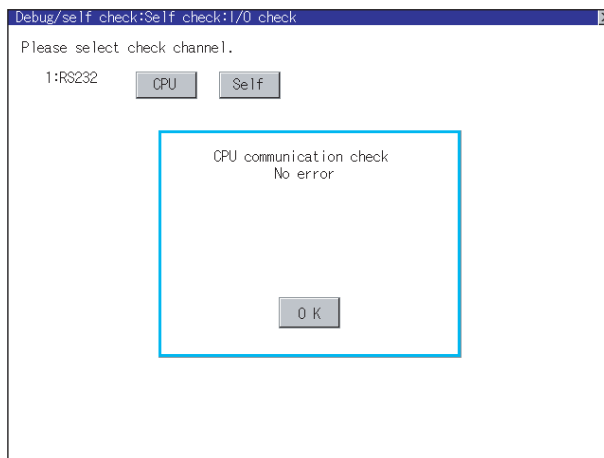 Debug/self check:Self check:I/O check
Please select check channel.
1:RS232 CPU Self
CPU communication check
No error
O K